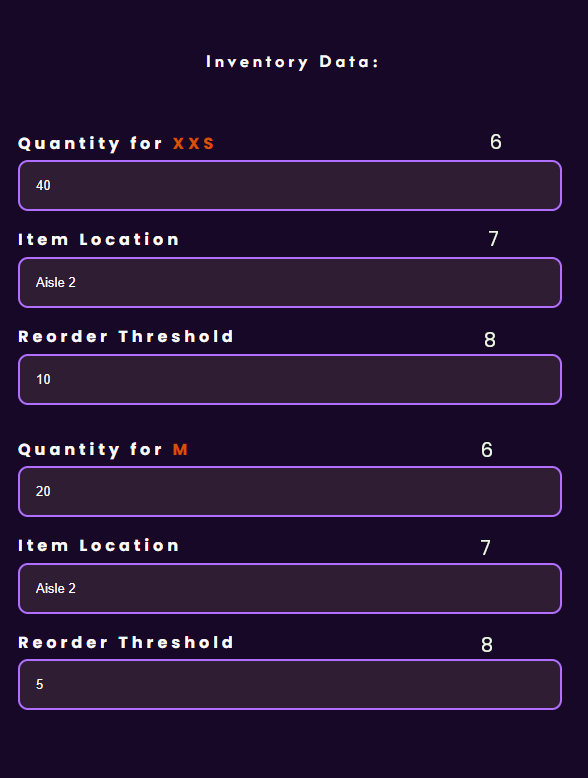 Inventory Data:
Quantity for XXS 6
40
Item Location 7
Aisle 2
Reorder Threshold 8
10
Quantity for M 6
20
Item Location 7
Aisle 2
Reorder Threshold 8
5